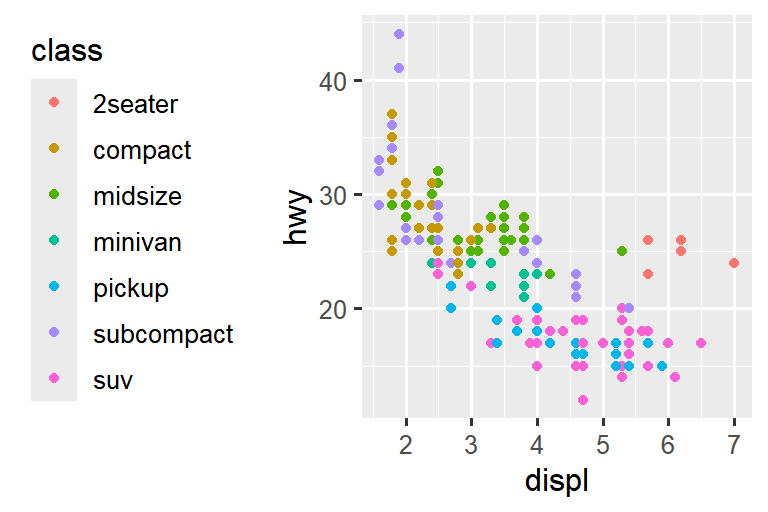 class
2seater
compact
midsize
minivan
pickup
subcompact
suv
hwy
40
30
20
2 3 4 5 6 7
displ